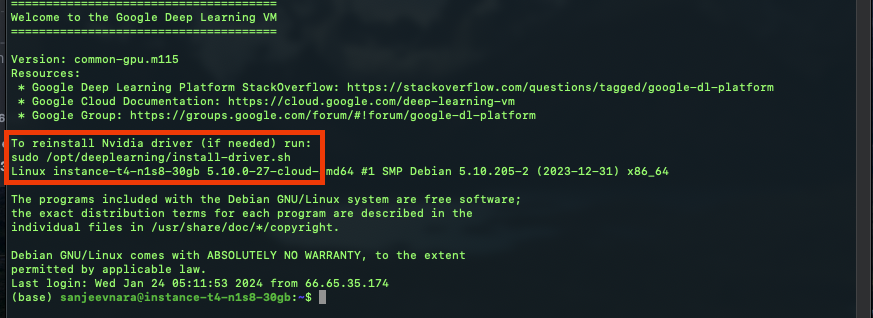 ======================================
Welcome to the Google Deep Learning VM
======================================
Version: common-gpu.m115
Resources:
* Google Deep Learning Platform StackOverflow: https://stackoverflow.com/questions/tagged/google-dl-platform
* Google Cloud Documentation: https://cloud.google.com/deep-learning-vm
* Google Group: https://groups.google.com/forum/#!forum/google-dl-platform
To reinstall Nvidia driver (if needed) run:
sudo /opt/deeplearning/install-driver.sh
Linux instance-t4-n1s8-30gb 5.10.0-27-cloud-md64 #1 SMP Debian 5.10.205-2 (2023-12-31) x86_64
The programs included with the Debian GNU/Linux system are free software;
the exact distribution terms for each program are described in the
individual files in /usr/share/doc/*/copyright.
Debian GNU/Linux comes with ABSOLUTELY NO WARRANTY, to the extent
permitted by applicable law.
Last login: Wed Jan 24 05:11:53 2024 from 66.65.35.174
(base) sanjeevnara@instance-t4-n1s8-30gb:~$